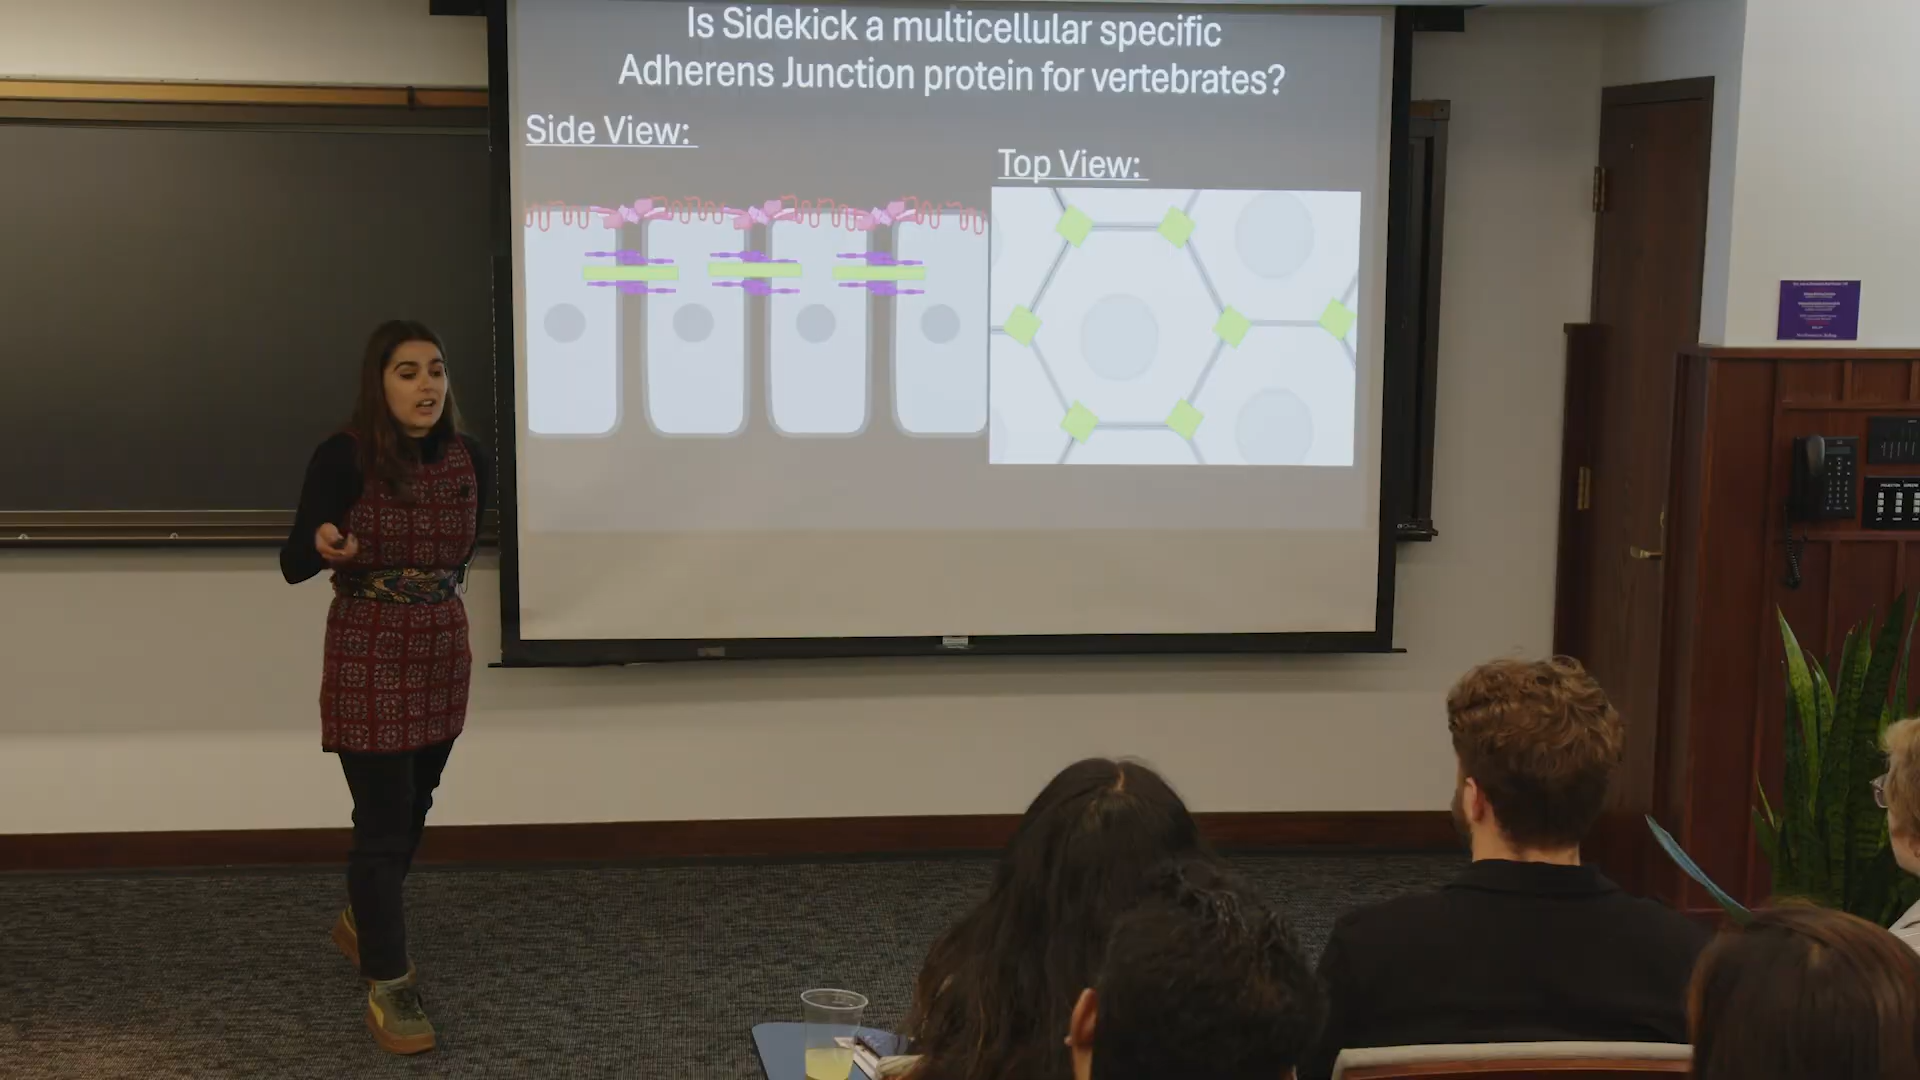 Is Sidekick a multicellular specific
Adherens Junction protein for vertebrates?
Side View:
Top View: